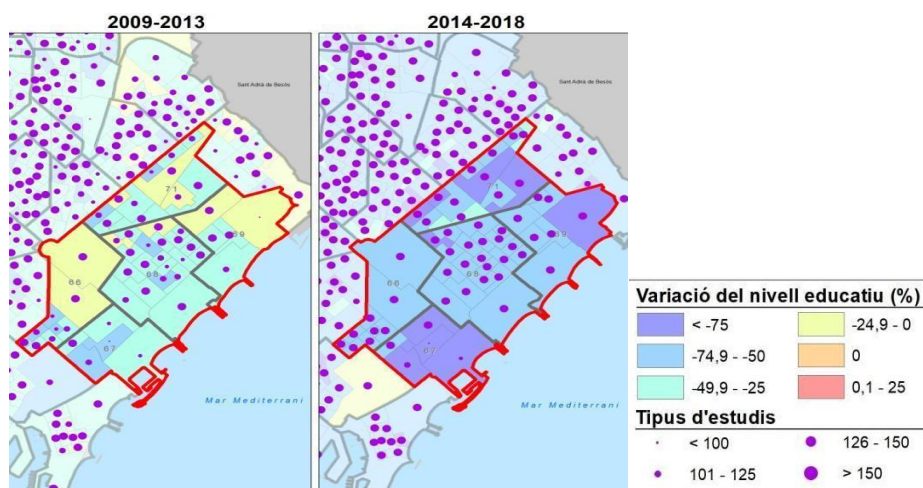 2009-2013
2014-2018
Sant Adrià de Besòs
Sant Adrià de Besòs
71
69
66
68
67
Mar Mediterrani
71
69
66
68
67
Mar Mediterrani
Variació del nivell educatiu (%)
< -75
-24,9 - 0
-74,9 - -50
0
-49,9 - -25
0,1 - 25
Tipus d'estudis
< 100
126 - 150
101 - 125
> 150